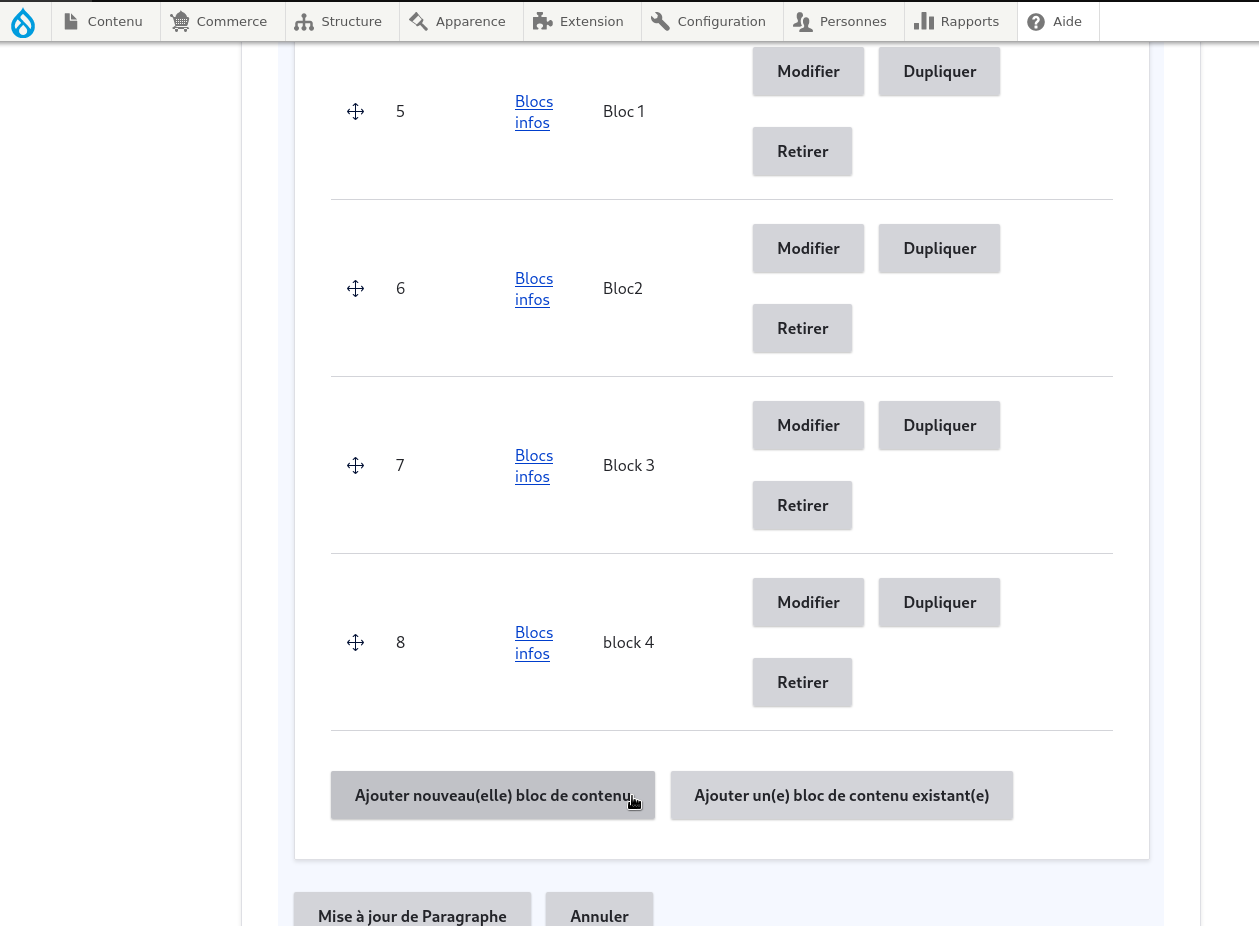 Contenu Commerce Structure Apparence Extension Configuration Personnes Rapports Aide
Modifier Dupliquer
5 Blocs infos Bloc 1
Retirer
Modifier Dupliquer
6 Blocs infos Bloc2
Retirer
Modifier Dupliquer
7 Blocs infos Block 3
Retirer
Modifier Dupliquer
8 Blocs infos block 4
Retirer
Ajouter nouveau(elle) bloc de contenu Ajouter un(e) bloc de contenu existant(e)
Mise à jour de Paragraphe Annuler